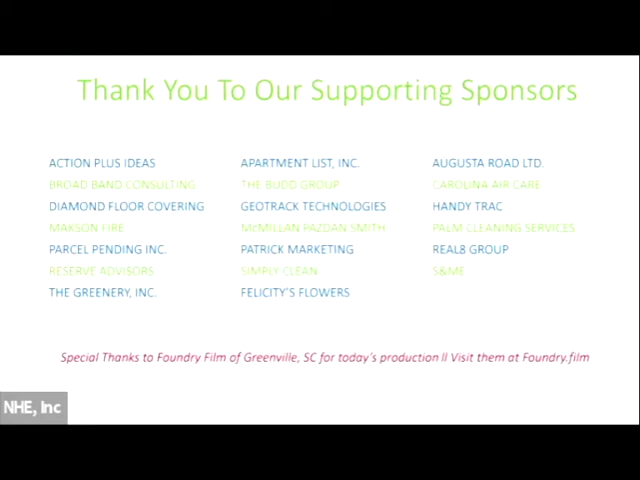 Thank You To Our Supporting Sponsors
ACTION PLUS IDEAS APARTMENT LIST, INC. AUGUSTA ROAD LTD.
BROAD BAND CONSULTING THE BUDD GROUP CAROLINA AIR CARE
DIAMOND FLOOR COVERING GEOTRACK TECHNOLOGIES HANDY TRAC
MAKSON FIRE McMILLAN PAZDAN SMITH PALM CLEANING SERVICES
PARCEL PENDING INC. PATRICK MARKETING REAL8 GROUP
RESERVE ADVISORS SIMPLY CLEAN S&ME
THE GREENERY, INC. FELICITY'S FLOWERS
Special Thanks to Foundry Film of Greenville, SC for today's production ll Visit them at Foundry.film
NHE, Inc